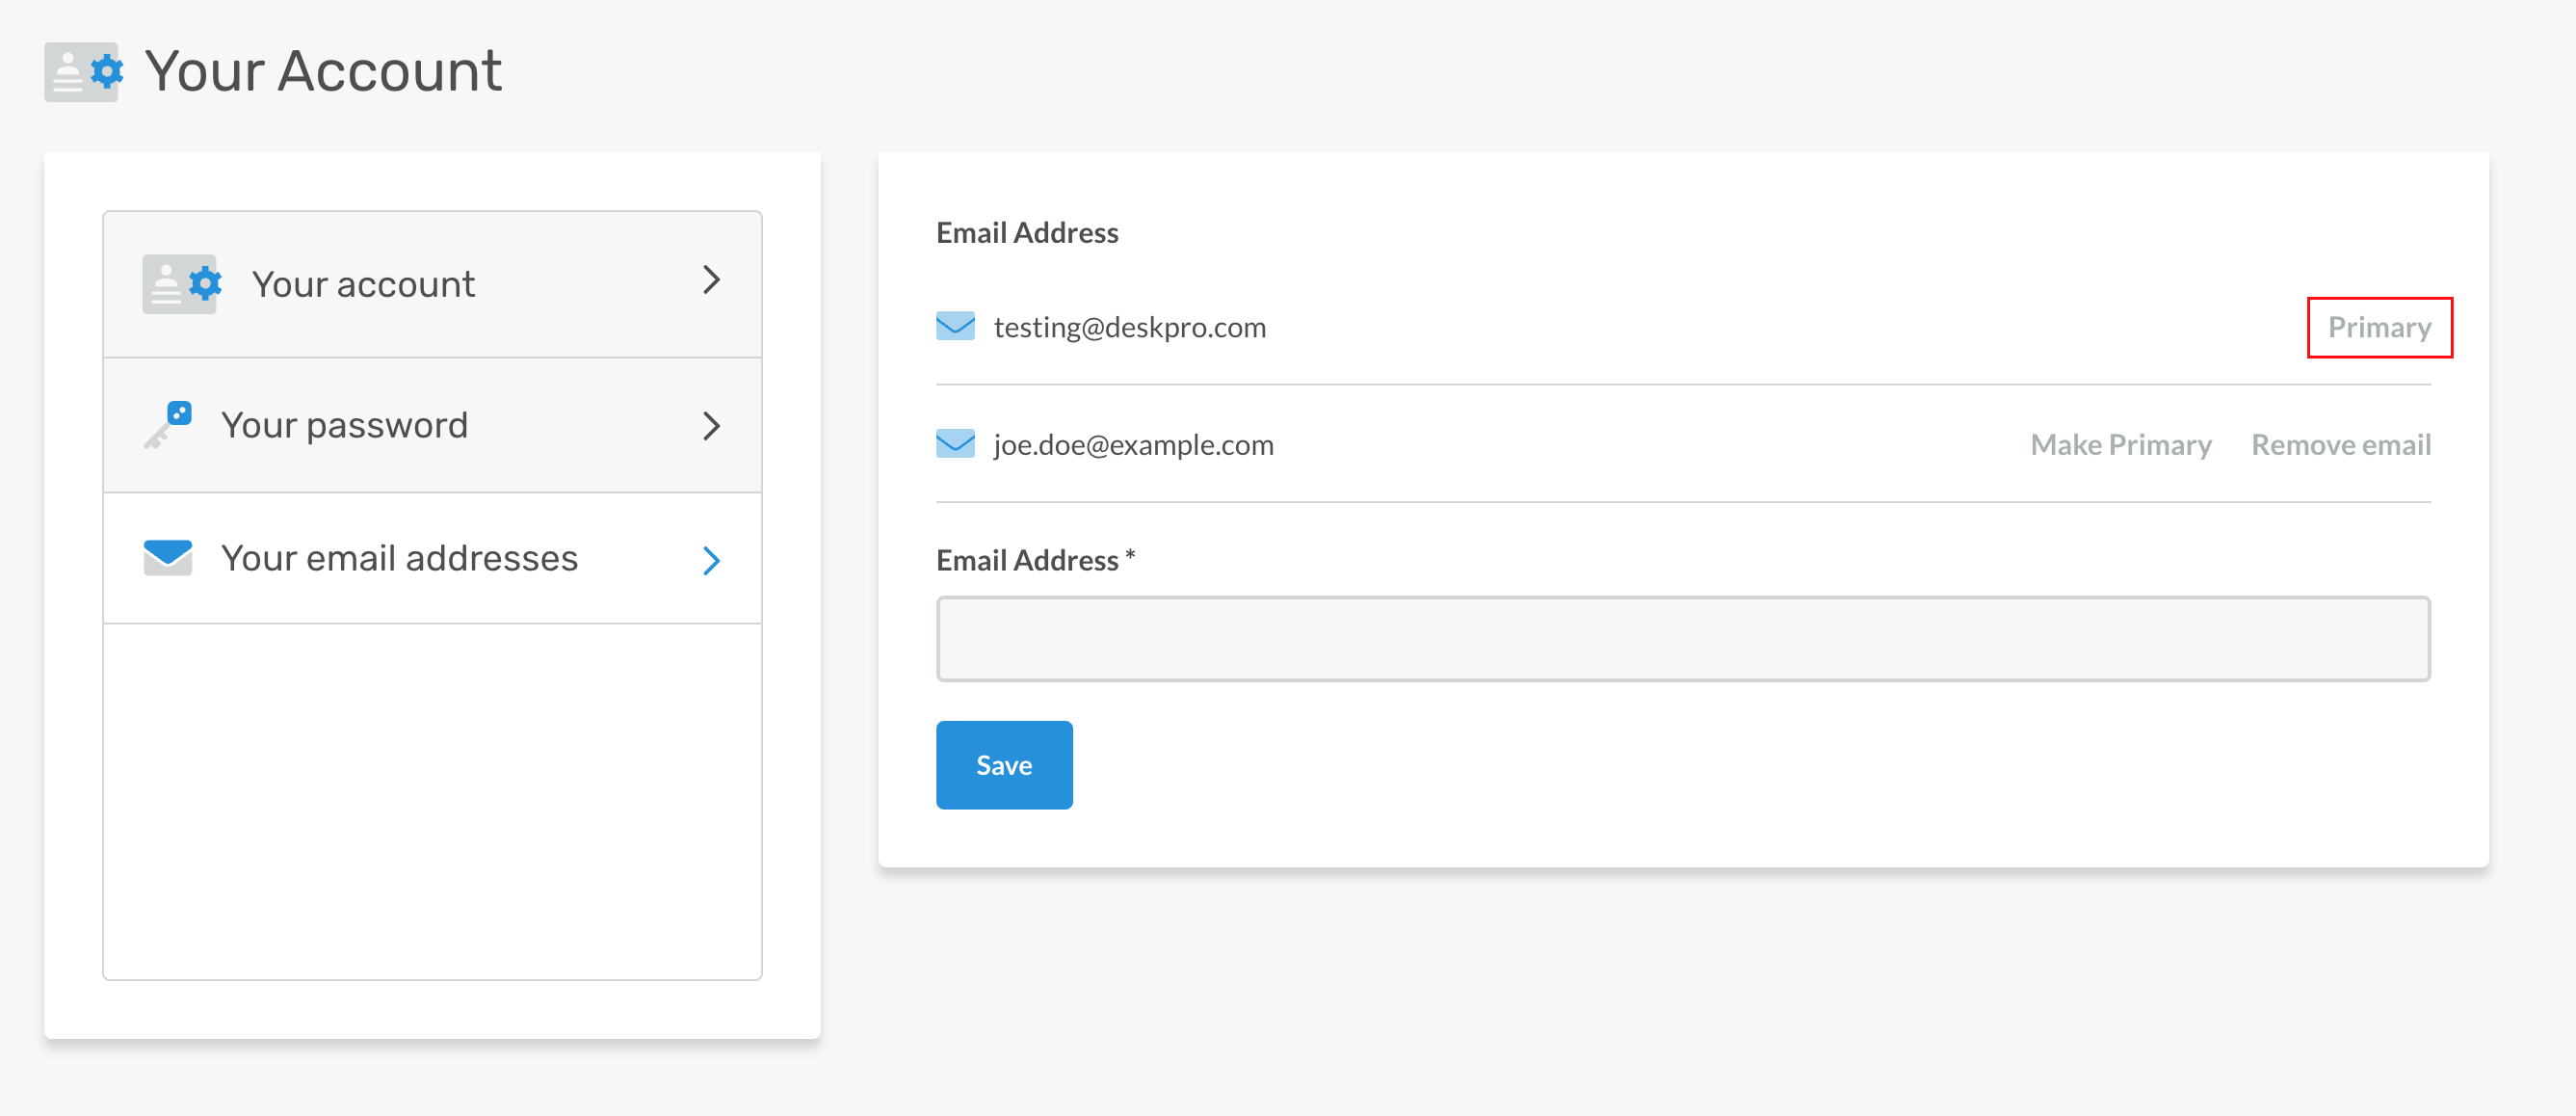 Your Account
Your account
Your password
Your email addresses
Email Address
testing@deskpro.com Primary
joe.doe@example.com Make Primary Remove email
Email Address *
Save